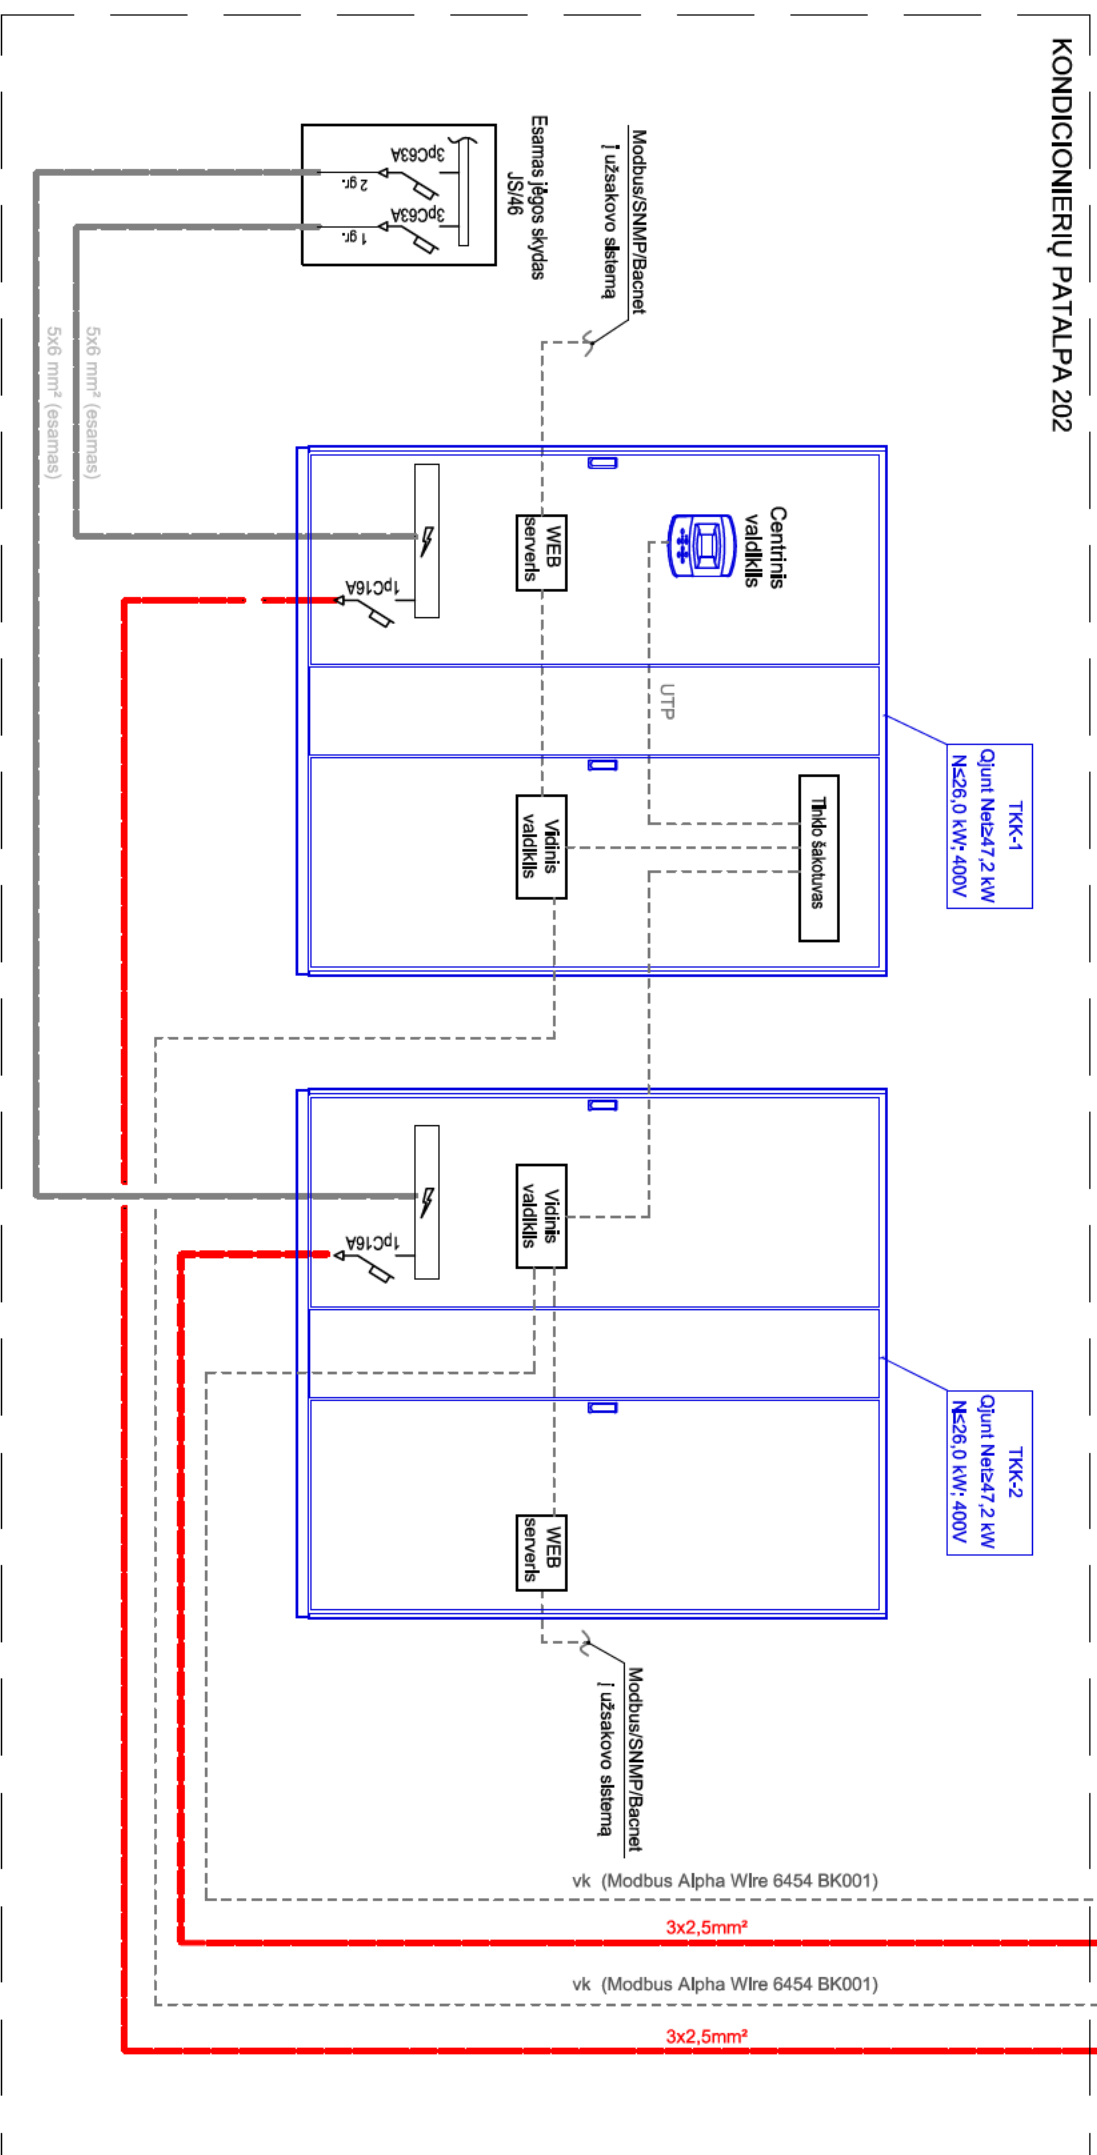 KONDICIONIERIŲ PATALPA 202
Modbus/SNMP/Bacnet
į užsakovo sistemą
Esamas jėgos skydas
JS/46
3pC63A
2 gr.
3pC63A
1 gr.
5x6 mm² (esamas)
5x6 mm² (esamas)
TKK-1
Qjunt Net≥47,2 kW
N≤26,0 kW; 400V
Centrinis
valdiklis
WEB
serveris
1pC16A
UTP
Tinklo šakotuvas
Vidinis
valdiklis
TKK-2
Qjunt Net≥47,2 kW
N≤26,0 kW; 400V
Vidinis
valdiklis
1pC16A
WEB
serveris
Modbus/SNMP/Bacnet
į užsakovo sistemą
vk (Modbus Alpha Wire 6454 BK001)
3x2,5mm²
vk (Modbus Alpha Wire 6454 BK001)
3x2,5mm²